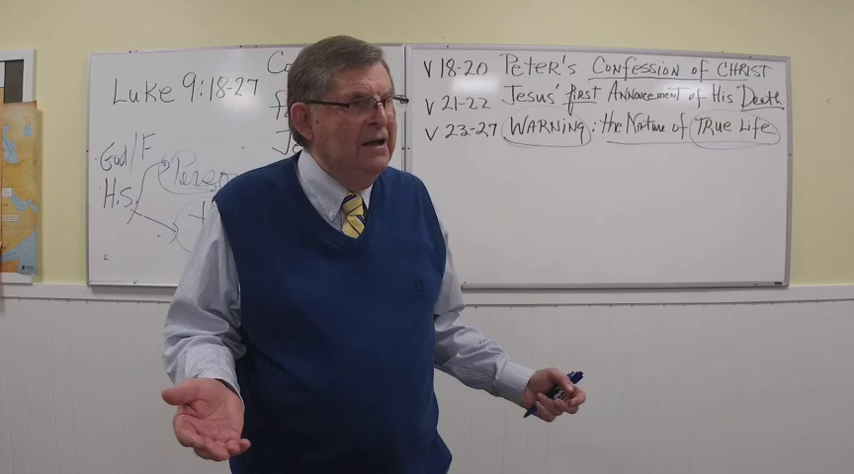 Luke 9:18-27
God/F
H.S
v 18-20 Peter's Confession of CHRIST
v 21-22 Jesus' first Announcement of His Death
v 23-27 WARNING: the Nature of TRUE Life